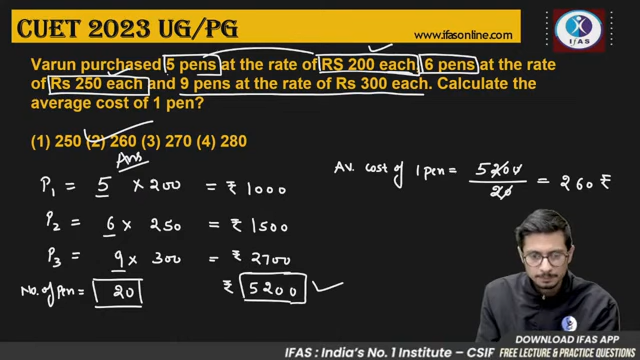 CUET 2023 UG/PG
www.ifasonline.com
IFAS
Varun purchased 5 pens at the rate of RS 200 each, 6 pens at the rate
of Rs 250 each and 9 pens at the rate of Rs 300 each. Calculate the
average cost of 1 pen?
(1) 250 (2) 260 (3) 270 (4) 280
Ans
P1 = 5 × 200 = ₹ 1000
P2 = 6 × 250 = ₹ 1500
P3 = 9 × 300 = ₹ 2700
No. of pen = 20 ₹ 5200
Av. cost of 1 pen = 5200/20 = 260 ₹
DOWNLOAD IFAS APP
IFAS : India's No. 1 Institute – CSIF FREE LECTURE & PRACTICE QUESTIONS